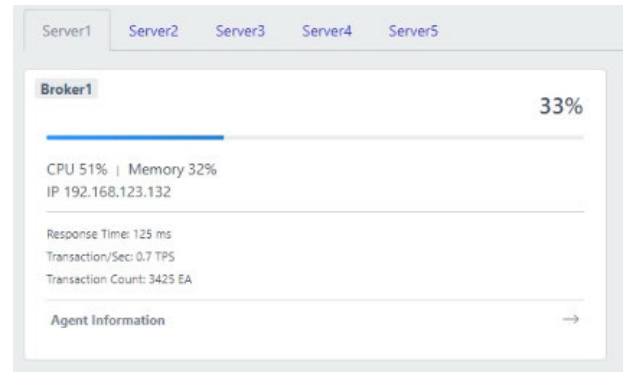 Server1 Server2 Server3 Server4 Server5
Broker1
33%
CPU 51% | Memory 32%
IP 192.168.123.132
Response Time: 125 ms
Transaction/Sec: 0.7 TPS
Transaction Count: 3425 EA
Agent Information →